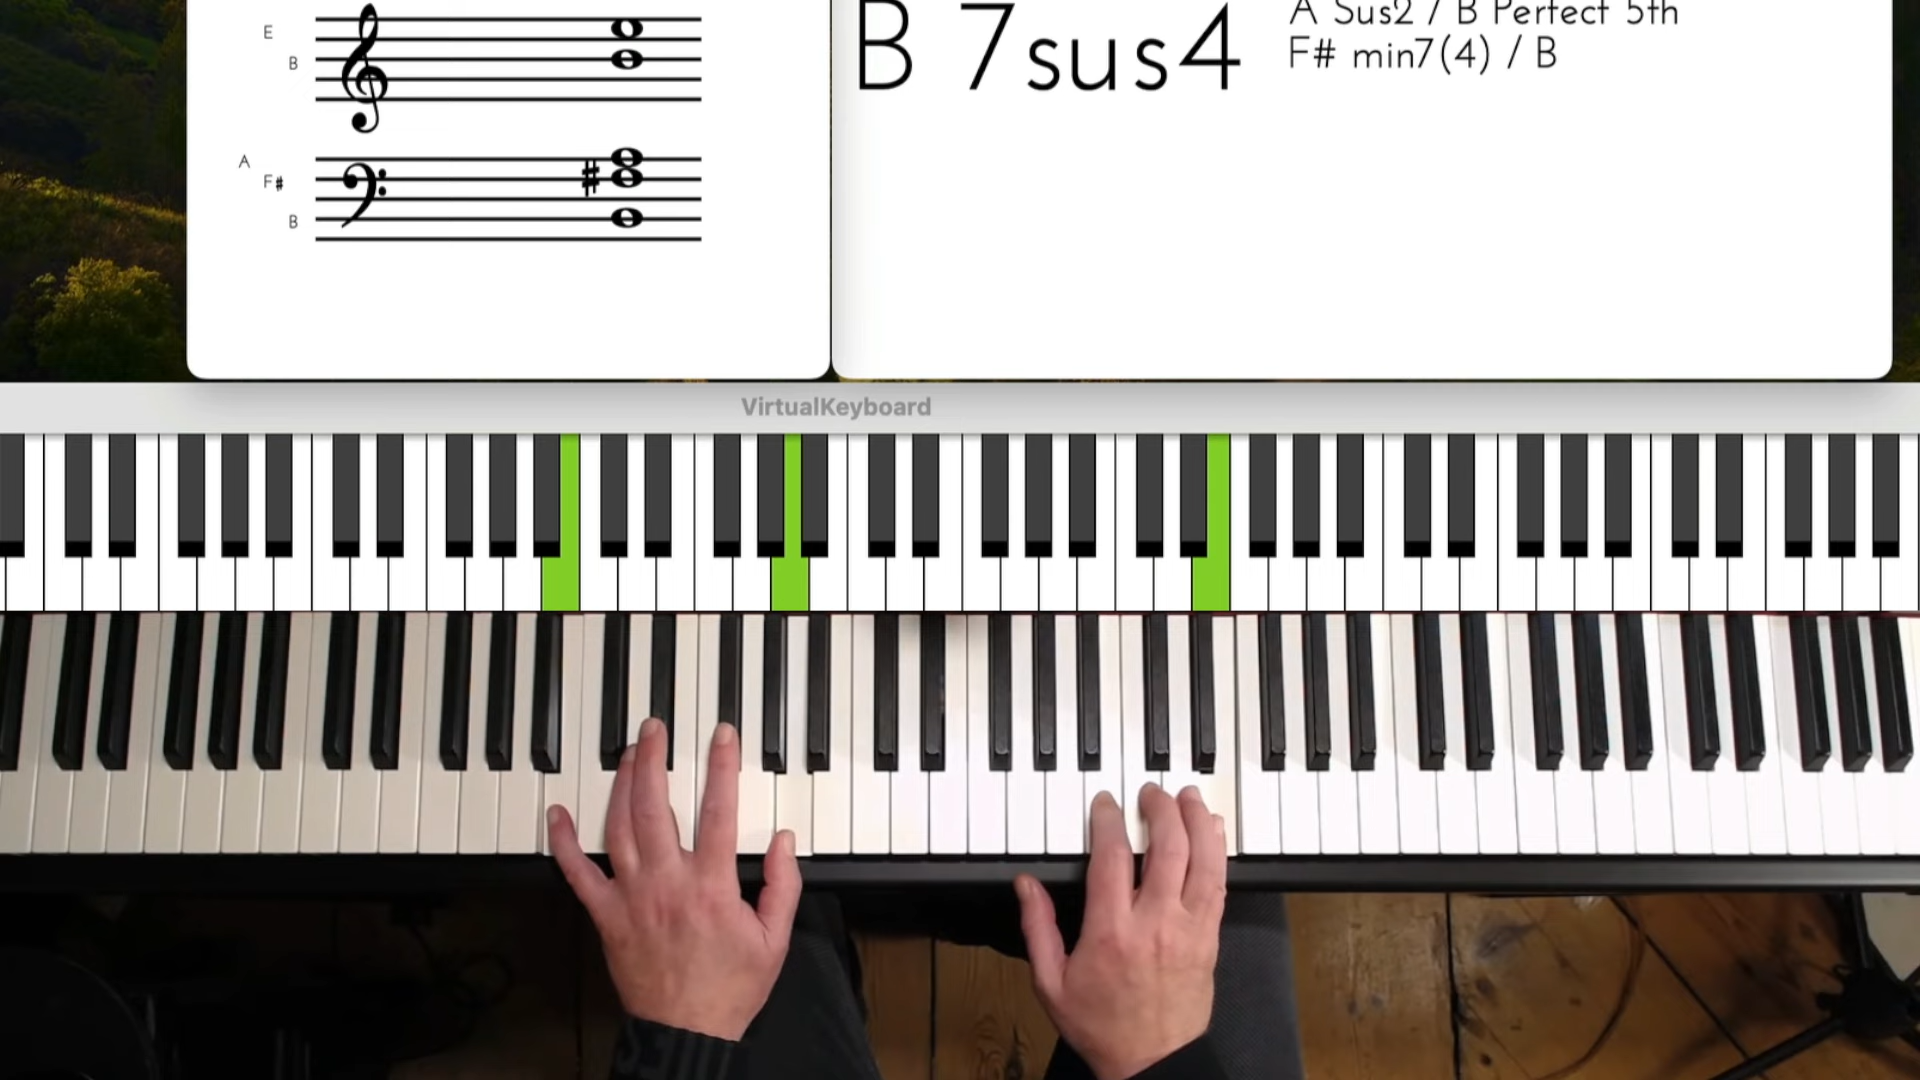 E
B
A
F#
B
B 7sus4
A Sus2 / B Perfect 5th
F# min7(4) / B
VirtualKeyboard